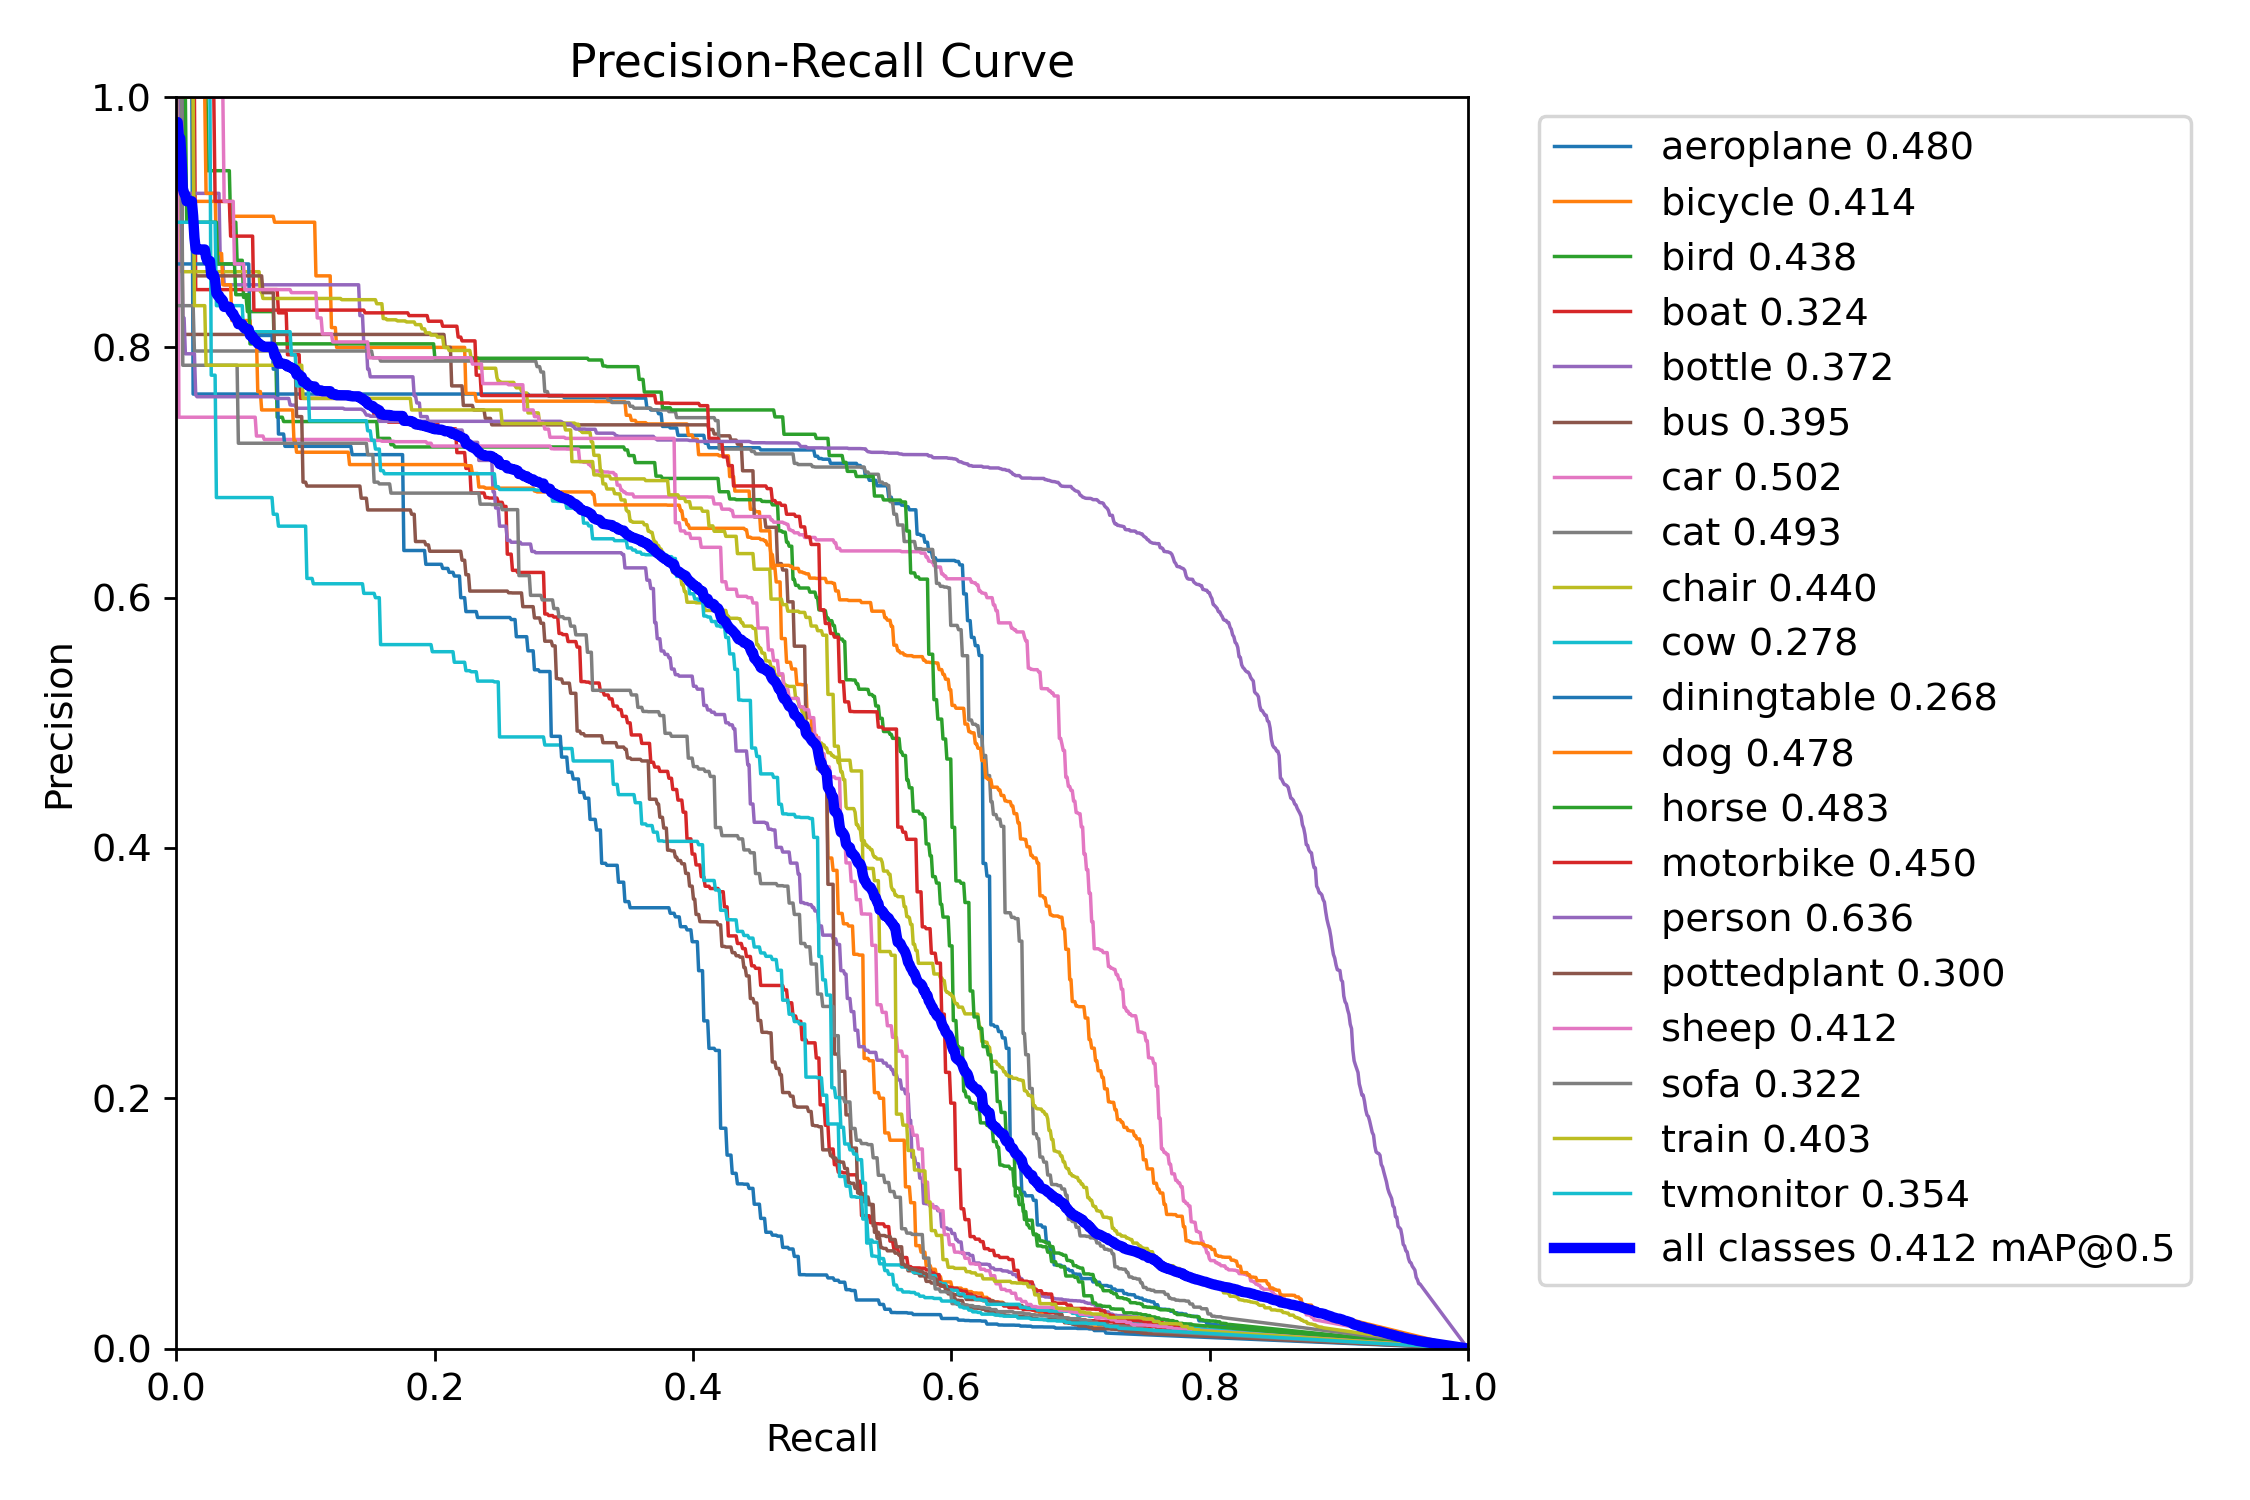 Precision-Recall Curve
1.0
0.8
0.6
0.4
0.2
0.0
Precision
0.0 0.2 0.4 0.6 0.8 1.0
Recall
aeroplane 0.480
bicycle 0.414
bird 0.438
boat 0.324
bottle 0.372
bus 0.395
car 0.502
cat 0.493
chair 0.440
cow 0.278
diningtable 0.268
dog 0.478
horse 0.483
motorbike 0.450
person 0.636
pottedplant 0.300
sheep 0.412
sofa 0.322
train 0.403
tvmonitor 0.354
all classes 0.412 mAP@0.5